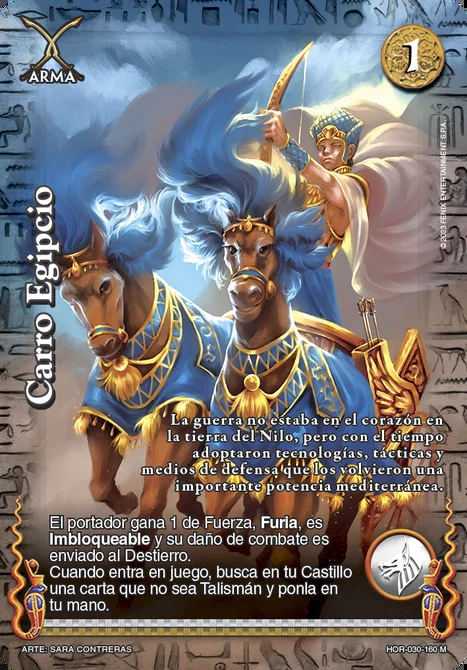 ARMA
1
Carro Egipcio
© 2023 FENIX ENTERTAINMENT S.P.A.
La guerra no estaba en el corazón en
la tierra del Nilo, pero con el tiempo
adoptaron tecnologías, tácticas y
medios de defensa que los volvieron una
importante potencia mediterránea.
El portador gana 1 de Fuerza, Furia, es
Imbloqueable y su daño de combate es
enviado al Destierro.
Cuando entra en juego, busca en tu Castillo
una carta que no sea Talismán y ponla en
tu mano.
ARTE: SARA CONTRERAS
HOR-030-160 M